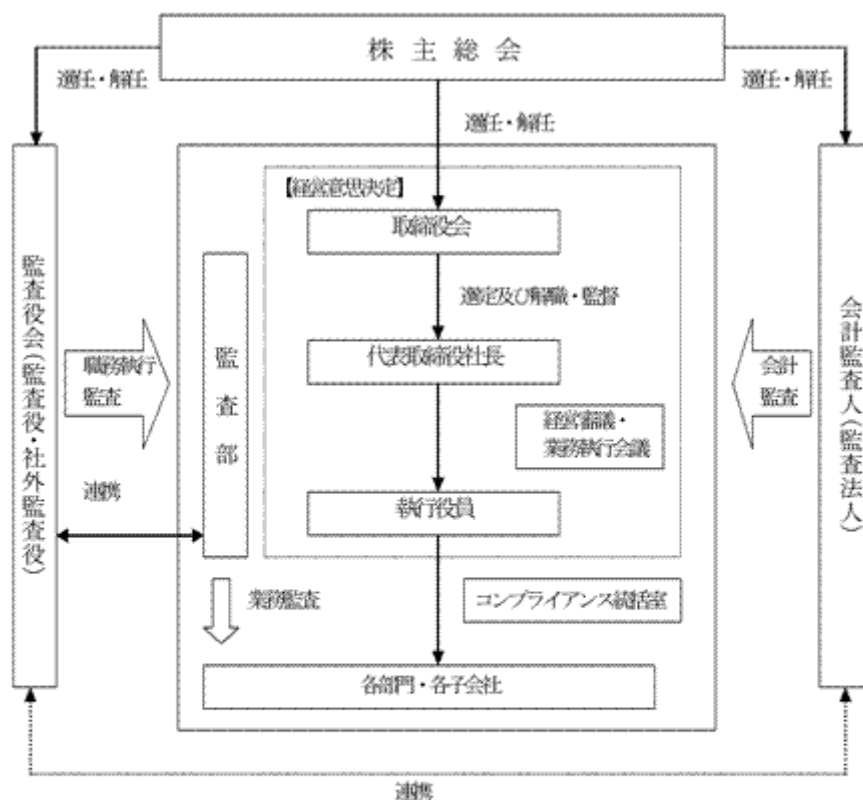 株主総会
選任・解任
選任・解任
選任・解任
【経営意思決定】
取締役会
選定及び解職・監督
代表取締役社長
経営審議・
業務執行会議
執行役員
監査部
監査役会(監査役・社外監査役)
職務執行
監査
連携
会計
監査
会計監査人(監査法人)
業務監査
コンプライアンス統括室
各部門・各子会社
連携